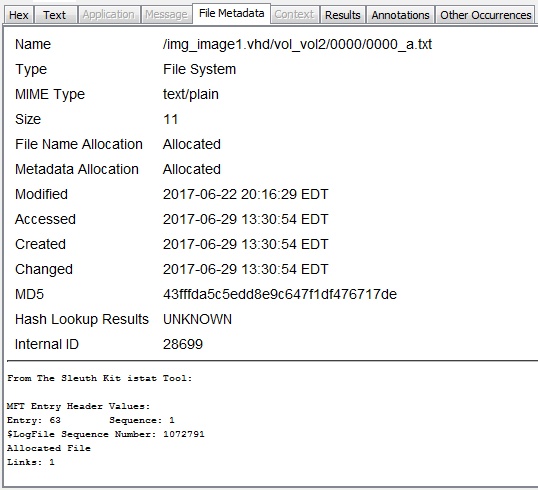 Hex Text Application Message File Metadata Context Results Annotations Other Occurrences
Name /img_image1.vhd/vol_vol2/0000/0000_a.txt
Type File System
MIME Type text/plain
Size 11
File Name Allocation Allocated
Metadata Allocation Allocated
Modified 2017-06-22 20:16:29 EDT
Accessed 2017-06-29 13:30:54 EDT
Created 2017-06-29 13:30:54 EDT
Changed 2017-06-29 13:30:54 EDT
MD5 43fffda5c5edd8e9c647f1df476717de
Hash Lookup Results UNKNOWN
Internal ID 28699
From The Sleuth Kit istat Tool:
MFT Entry Header Values:
Entry: 63 Sequence: 1
$LogFile Sequence Number: 1072791
Allocated File
Links: 1